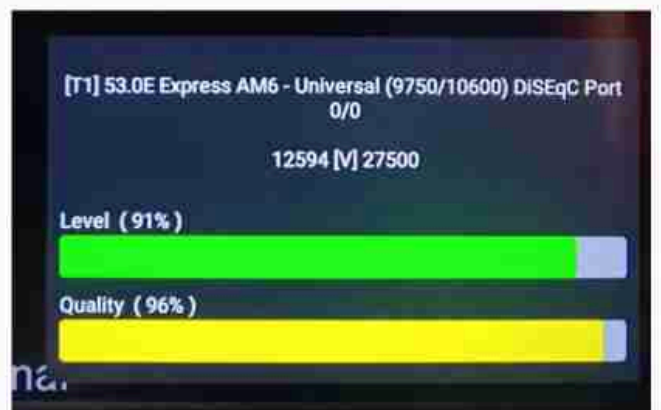 [T1] 53.0E Express AM6 - Universal (9750/10600) DiSEqC Port
0/0
12594 [V] 27500
Level ( 91% )
Quality ( 96% )